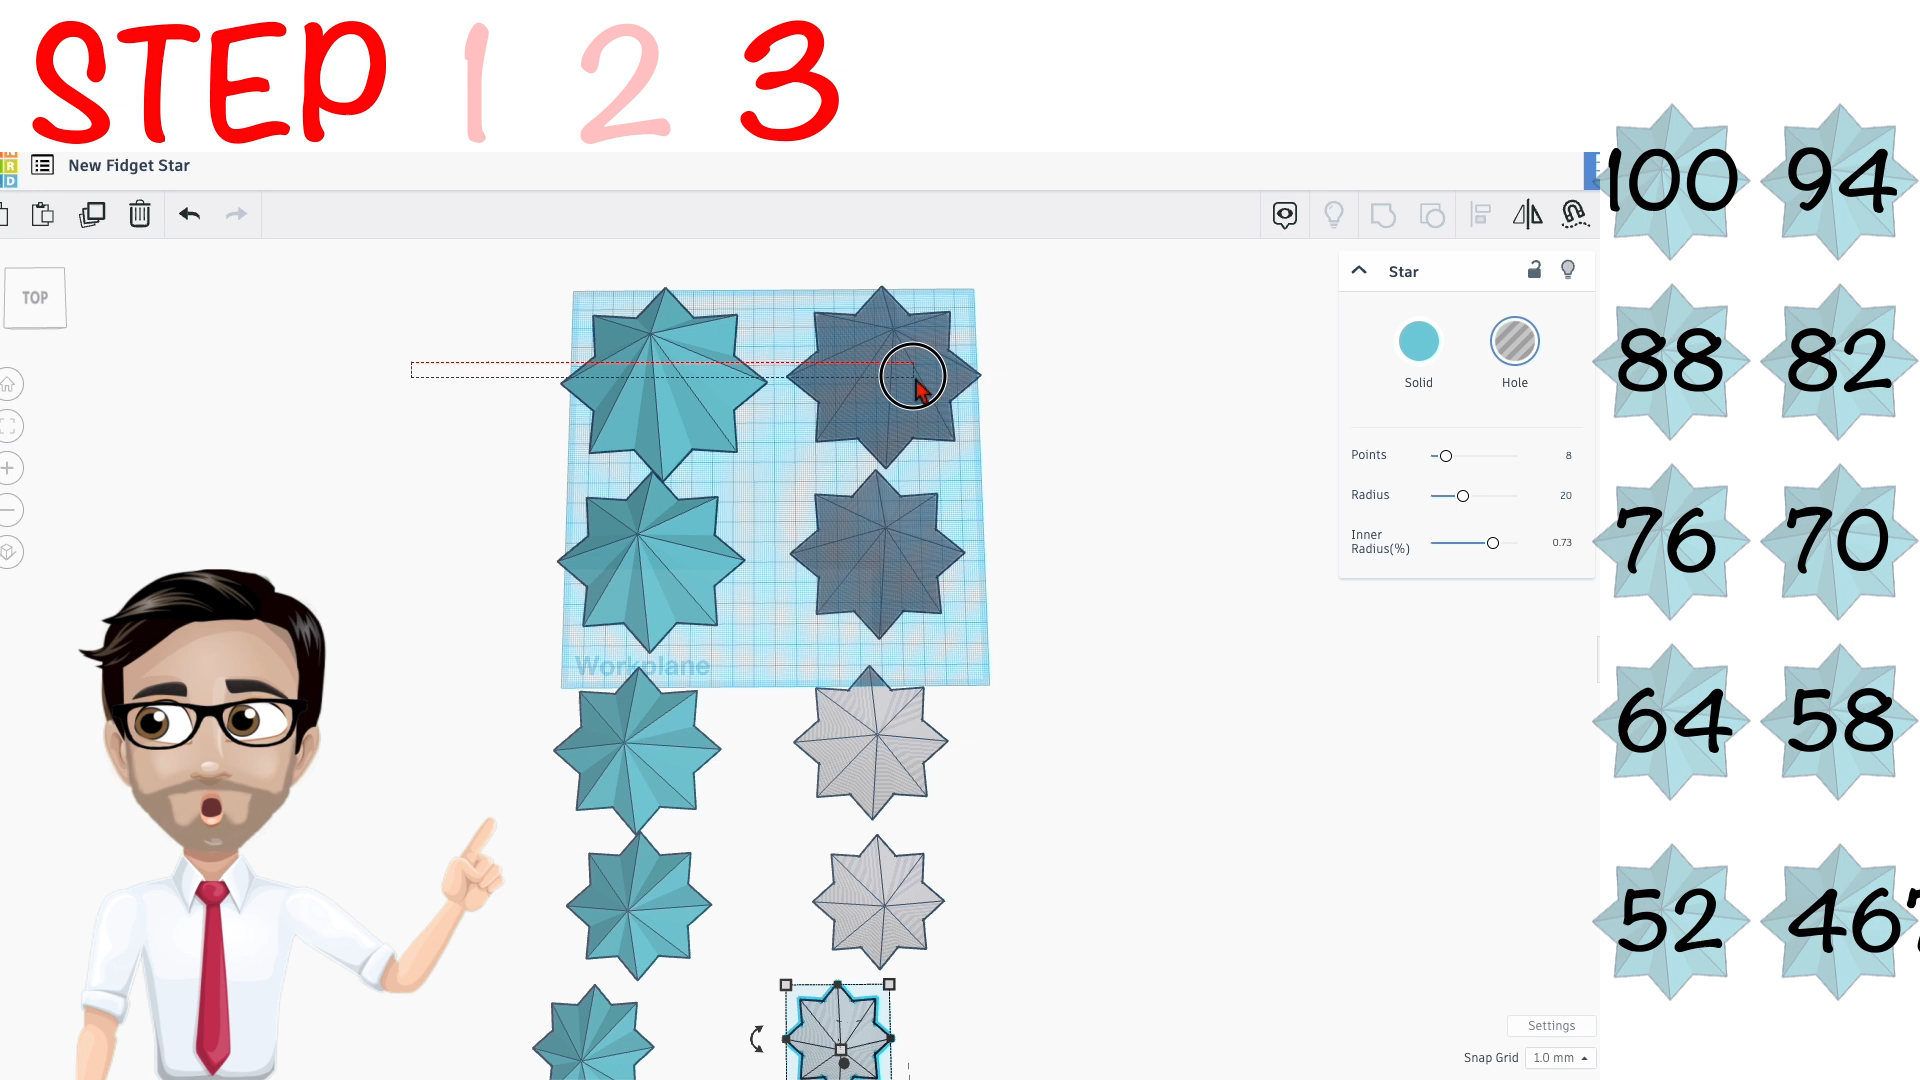 STEP 1 2 3
New Fidget Star
TOP
Workplane
Star
Solid
Hole
Points 8
Radius 20
Inner
Radius(%) 0.73
Settings
Snap Grid 1.0 mm
100 94
88 82
76 70
64 58
52 46